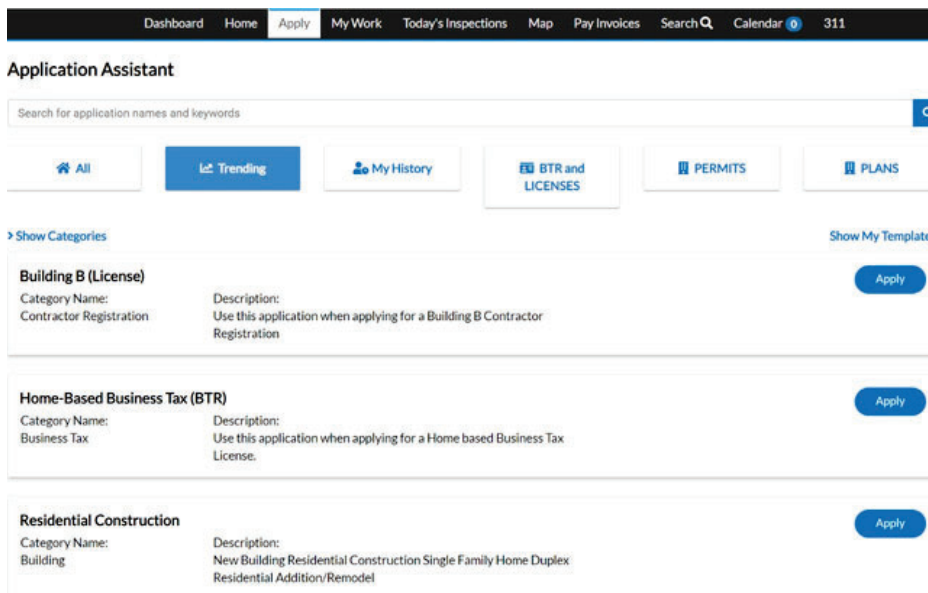 Dashboard Home Apply My Work Today's Inspections Map Pay Invoices Search Calendar 0 311
Application Assistant
Search for application names and keywords
All Trending My History BTR and LICENSES PERMITS PLANS
Show Categories Show My Template
Building B (License) Apply
Category Name: Description:
Contractor Registration Use this application when applying for a Building B Contractor
Registration
Home-Based Business Tax (BTR) Apply
Category Name: Description:
Business Tax Use this application when applying for a Home based Business Tax
License.
Residential Construction Apply
Category Name: Description:
Building New Building Residential Construction Single Family Home Duplex
Residential Addition/Remodel